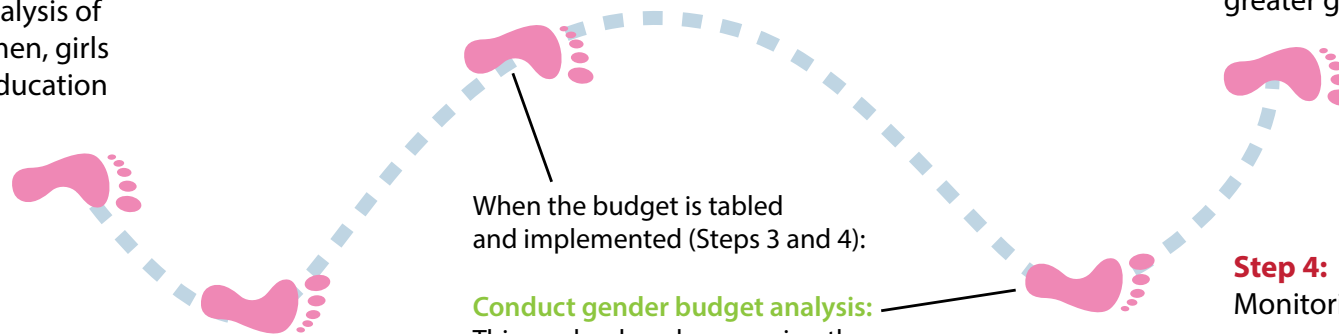 alysis of
nen, girls
ducation
When the budget is tabled
and implemented (Steps 3 and 4):
Conduct gender budget analysis:
greater g
Step 4:
Monitor